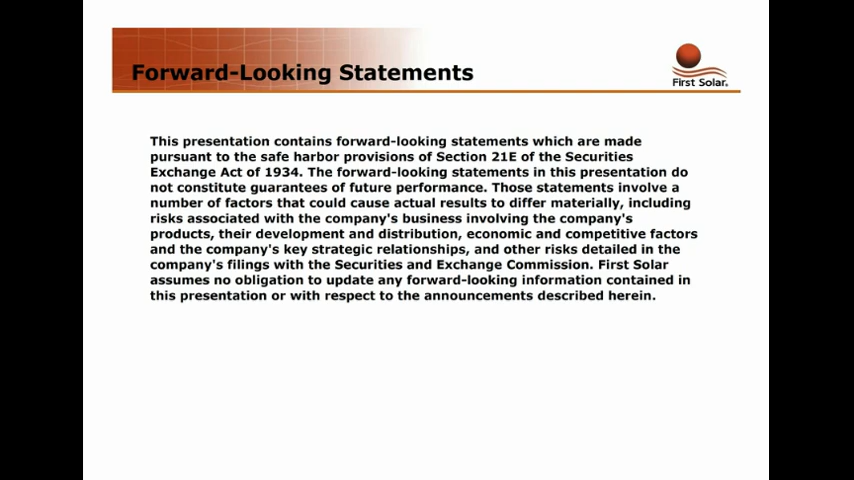 Forward-Looking Statements
First Solar.
This presentation contains forward-looking statements which are made
pursuant to the safe harbor provisions of Section 21E of the Securities
Exchange Act of 1934. The forward-looking statements in this presentation do
not constitute guarantees of future performance. Those statements involve a
number of factors that could cause actual results to differ materially, including
risks associated with the company's business involving the company's
products, their development and distribution, economic and competitive factors
and the company's key strategic relationships, and other risks detailed in the
company's filings with the Securities and Exchange Commission. First Solar
assumes no obligation to update any forward-looking information contained in
this presentation or with respect to the announcements described herein.